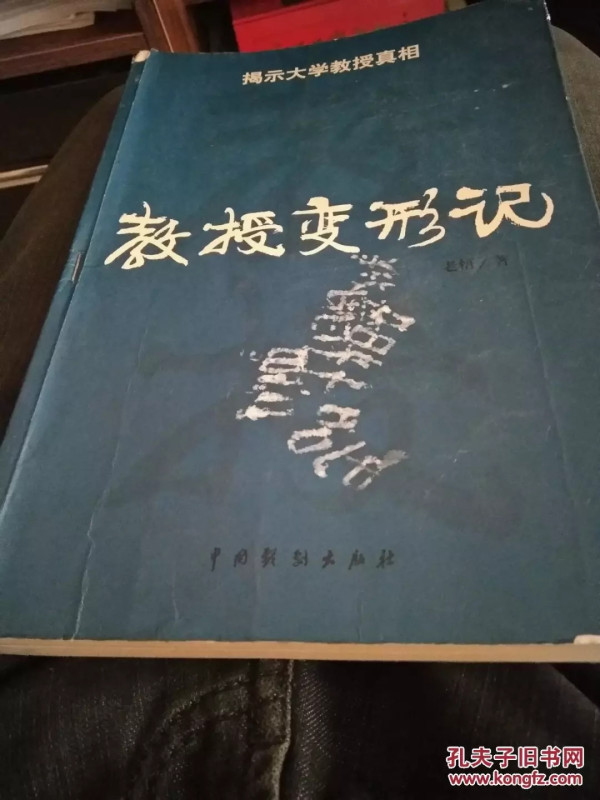 揭示大学教授真相
教授变形记
著
中国戏剧出版社
孔夫子旧书网
www.kongfz.com